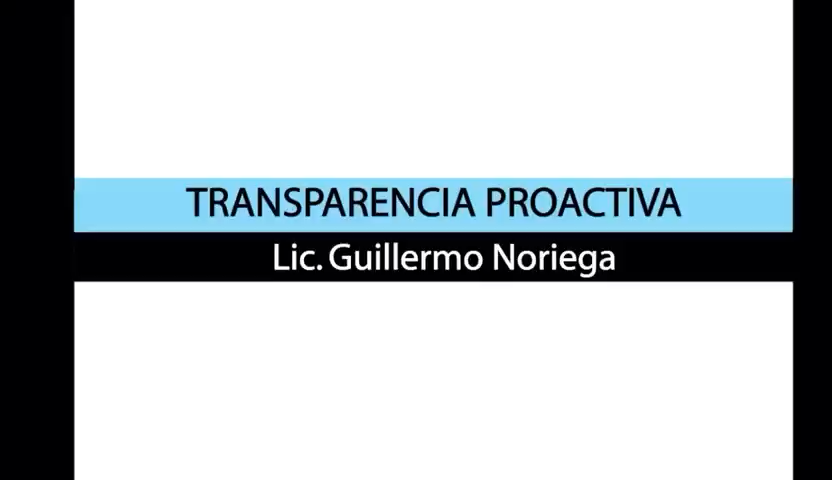 TRANSPARENCIA PROACTIVA
Lic. Guillermo Noriega